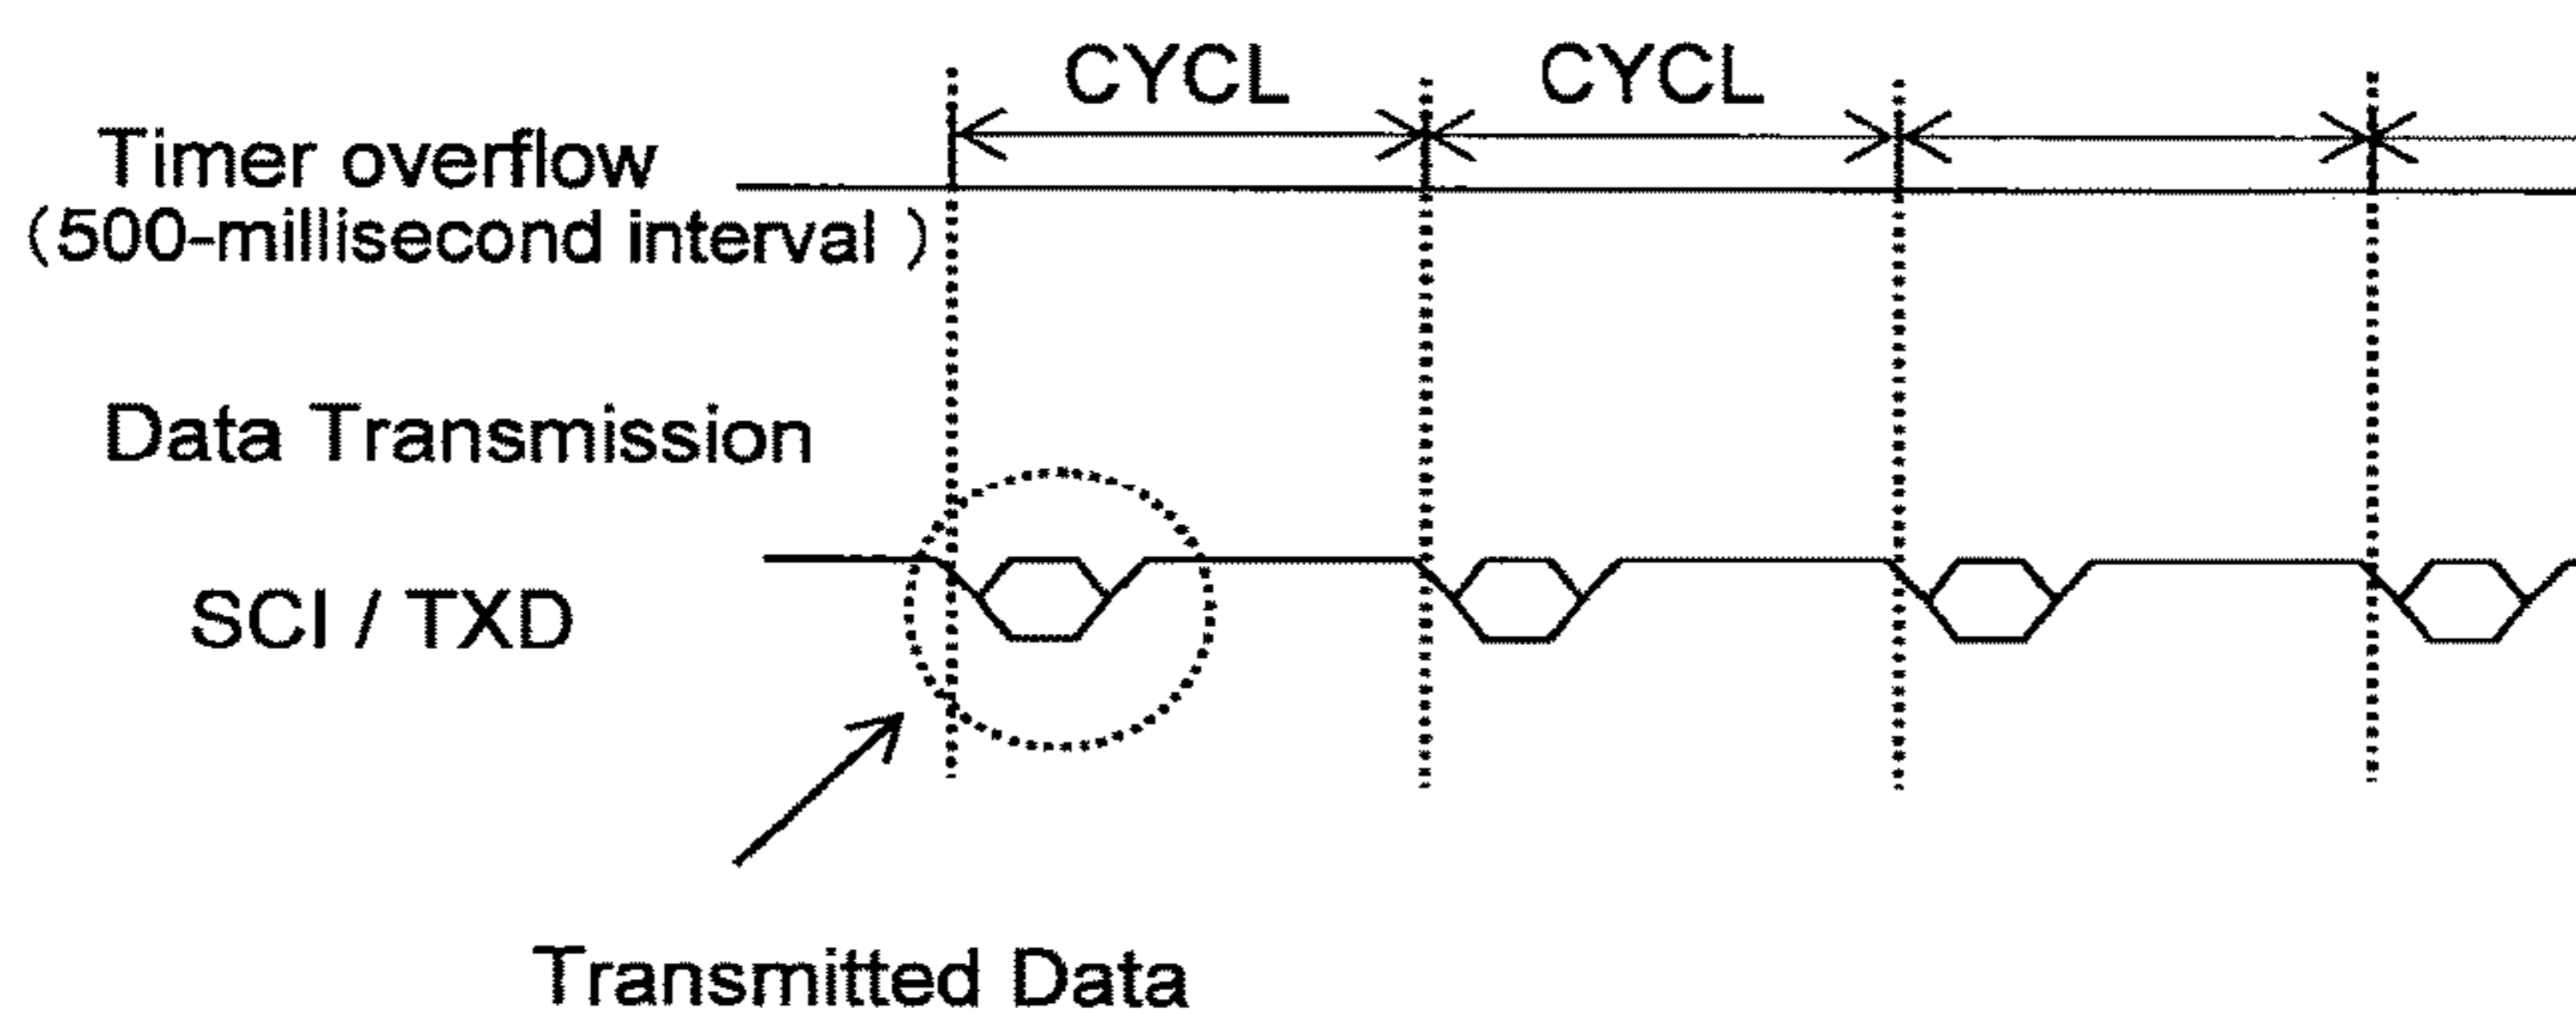 CYCL CYCL
Timer overflow
(500-millisecond interval )
Data Transmission
SCI / TXD
Transmitted Data